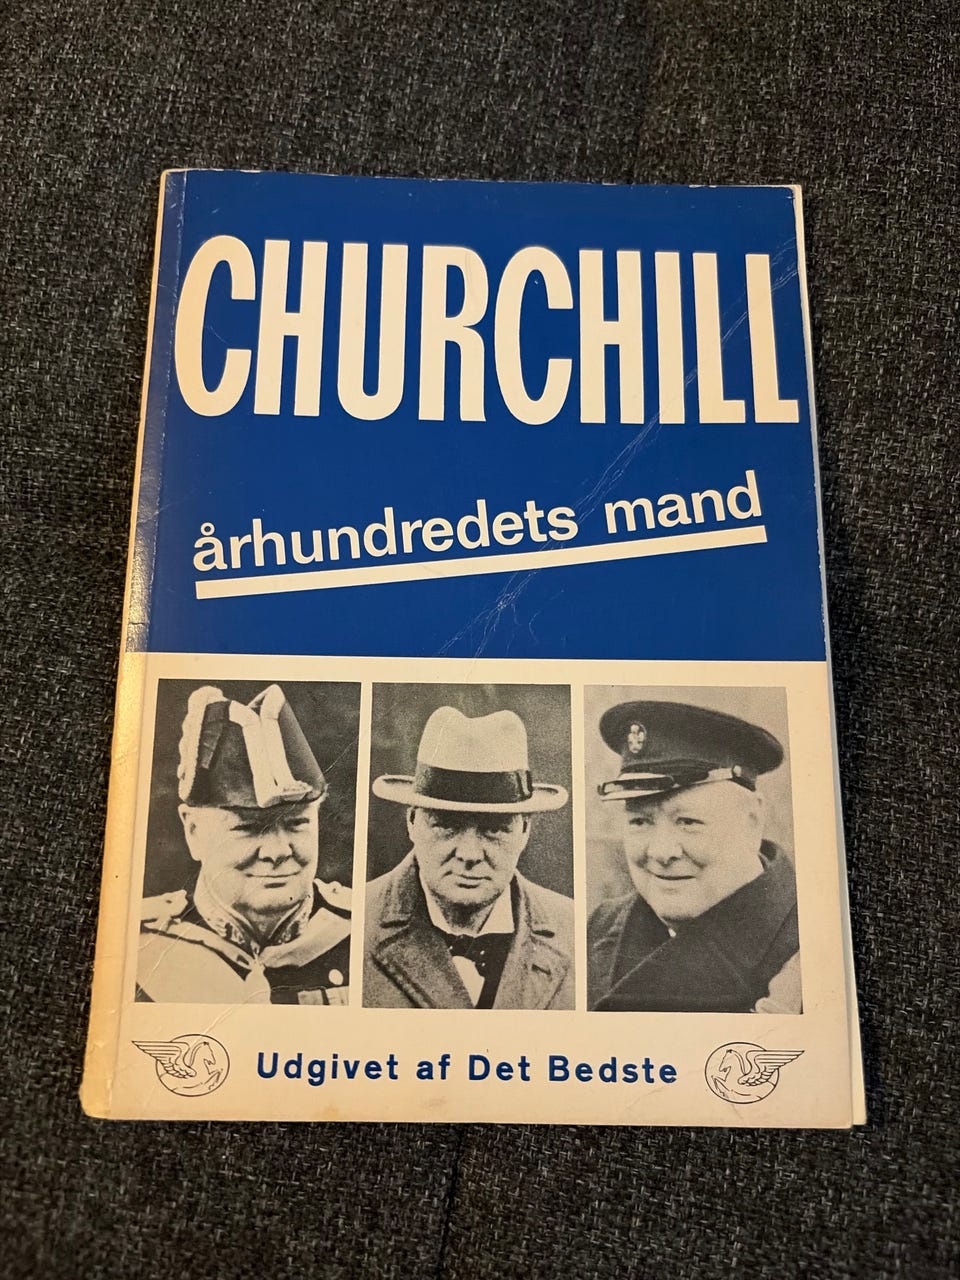 CHURCHILL
århundredets mand
Udgivet af Det Bedste